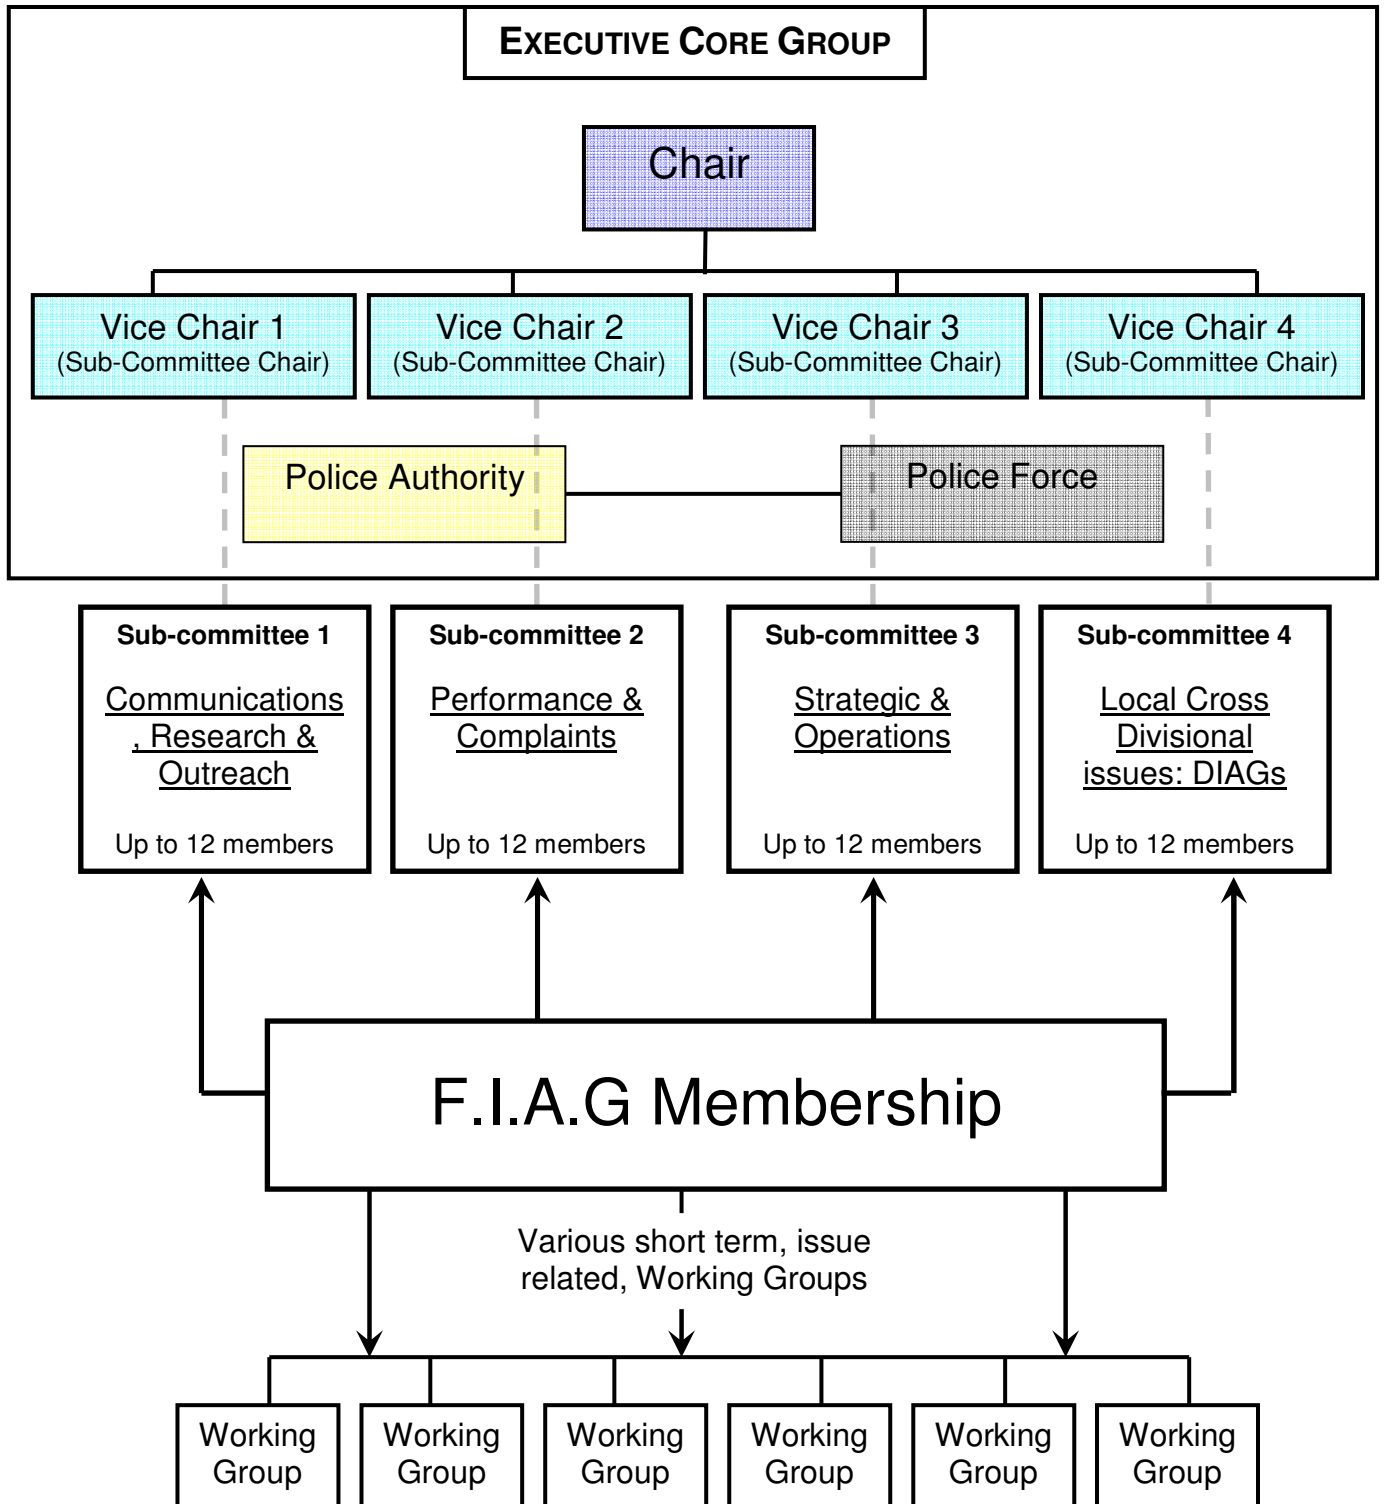 EXECUTIVE CORE GROUP
Chair
Vice Chair 1
(Sub-Committee Chair)
Vice Chair 2
(Sub-Committee Chair)
Vice Chair 3
(Sub-Committee Chair)
Vice Chair 4
(Sub-Committee Chair)
Police Authority
Police Force
Sub-committee 1
Communications
, Research &
Outreach
Up to 12 members
Sub-committee 2
Performance &
Complaints
Up to 12 members
Sub-committee 3
Strategic &
Operations
Up to 12 members
Sub-committee 4
Local Cross
Divisional
issues: DIAGs
Up to 12 members
F.I.A.G Membership
Various short term, issue
related, Working Groups
Working
Group
Working
Group
Working
Group
Working
Group
Working
Group
Working
Group